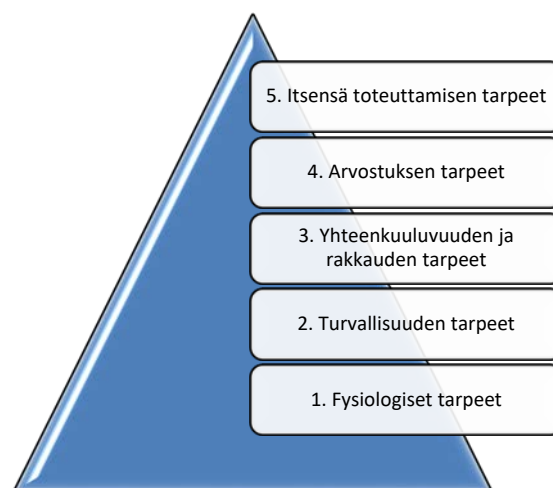 5. Itsensä toteuttamisen tarpeet
4. Arvostuksen tarpeet
3. Yhteenkuuluvuuden ja
rakkauden tarpeet
2. Turvallisuuden tarpeet
1. Fysiologiset tarpeet